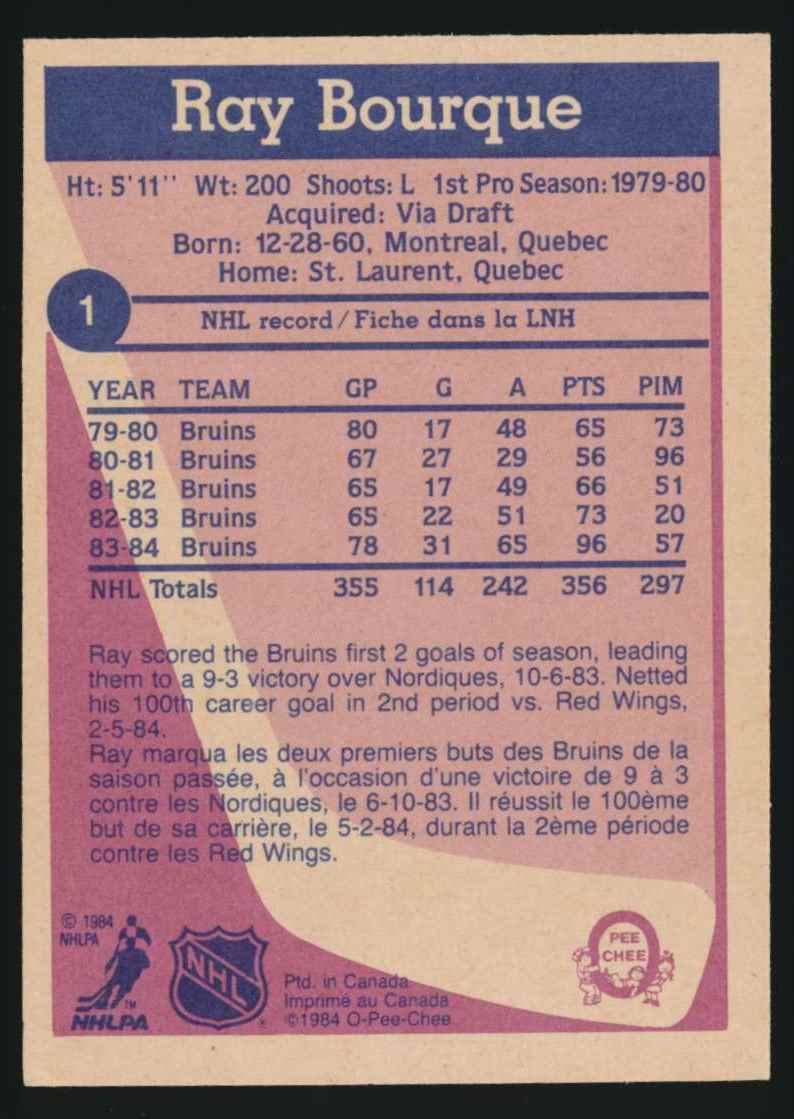 Ray Bourque
Ht: 5'11'' Wt: 200 Shoots: L 1st Pro Season: 1979-80
Acquired: Via Draft
Born: 12-28-60, Montreal, Quebec
Home: St. Laurent, Quebec
1
NHL record / Fiche dans la LNH
YEAR TEAM GP G A PTS PIM
79-80 Bruins 80 17 48 65 73
80-81 Bruins 67 27 29 56 96
81-82 Bruins 65 17 49 66 51
82-83 Bruins 65 22 51 73 20
83-84 Bruins 78 31 65 96 57
NHL Totals 355 114 242 356 297
Ray scored the Bruins first 2 goals of season, leading
them to a 9-3 victory over Nordiques, 10-6-83. Netted
his 100th career goal in 2nd period vs. Red Wings,
2-5-84.
Ray marqua les deux premiers buts des Bruins de la
saison passée, à l'occasion d'une victoire de 9 à 3
contre les Nordiques, le 6-10-83. Il réussit le 100ème
but de sa carrière, le 5-2-84, durant la 2ème période
contre les Red Wings.
© 1984
NHLPA
TM
NHLPA
NHL
Ptd. in Canada
Imprimé au Canada
©1984 O-Pee-Chee
PEE
CHEE